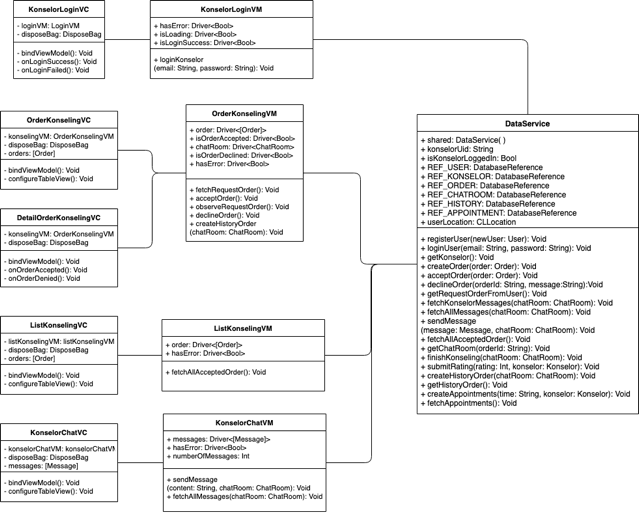 KonselorLoginVC
- loginVM: LoginVM
- disposeBag: DisposeBag
- bindViewModel(): Void
- onLoginSuccess(): Void
- onLoginFailed(): Void
KonselorLoginVM
+ hasError: Driver<Bool>
+ isLoading: Driver<Bool>
+ isLoginSuccess: Driver<Bool>
+ loginKonselor
(email: String, password: String): Void
OrderKonselingVC
- konselingVM: OrderKonselingVM
- disposeBag: DisposeBag
- orders: [Order]
- bindViewModel(): Void
- configureTableView(): Void
OrderKonselingVM
+ order: Driver<[Order]>
+ isOrderAccepted: Driver<Bool>
+ chatRoom: Driver<ChatRoom>
+ isOrderDeclined: Driver<Bool>
+ hasError: Driver<Bool>
+ fetchRequestOrder(): Void
+ acceptOrder(): Void
+ observeRequestOrder(): Void
+ declineOrder(): Void
+ createHistoryOrder
(chatRoom: ChatRoom): Void
DetailOrderKonselingVC
- konselingVM: OrderKonselingVM
- disposeBag: DisposeBag
- bindViewModel(): Void
- onOrderAccepted(): Void
- onOrderDenied(): Void
DataService
+ shared: DataService( )
+ konselorUid: String
+ isKonselorLoggedIn: Bool
+ REF_USER: DatabaseReference
+ REF_KONSELOR: DatabaseReference
+ REF_ORDER: DatabaseReference
+ REF_CHATROOM: DatabaseReference
+ REF_HISTORY: DatabaseReference
+ REF_APPOINTMENT: DatabaseReference
+ userLocation: CLLocation
+ registerUser(newUser: User): Void
+ loginUser(email: String, password: String): Void
+ getKonselor(): Void
+ createOrder(order: Order): Void
+ acceptOrder(order: Order): Void
+ declineOrder(orderId: String, message:String):Void
+ getRequestOrderFromUser(): Void
+ fetchKonselorMessages(chatRoom: ChatRoom): Void
+ fetchAllMessages(chatRoom: ChatRoom): Void
+ sendMessage
(message: Message, chatRoom: ChatRoom): Void
+ fetchAllAcceptedOrder(): Void
+ getChatRoom(orderId: String): Void
+ finishKonseling(chatRoom: ChatRoom): Void
+ submitRating(rating: Int, konselor: Konselor): Void
+ createHistoryOrder(chatRoom: ChatRoom): Void
+ getHistoryOrder(): Void
+ createAppointments(time: String, konselor: Konselor): Void
+ fetchAppointments(): Void
ListKonselingVC
- listKonselingVM: listKonselingVM
- disposeBag: DisposeBag
- orders: [Order]
- bindViewModel(): Void
- configureTableView(): Void
ListKonselingVM
+ order: Driver<[Order]>
+ hasError: Driver<Bool>
+ fetchAllAcceptedOrder(): Void
KonselorChatVC
- konselorChatVM: konselorChatVM
- disposeBag: DisposeBag
- messages: [Message]
- bindViewModel(): Void
- configureTableView(): Void
KonselorChatVM
+ messages: Driver<[Message]>
+ hasError: Driver<Bool>
+ numberOfMessages: Int
+ sendMessage
(content: String, chatRoom: ChatRoom): Void
+ fetchAllMessages(chatRoom: ChatRoom): Void